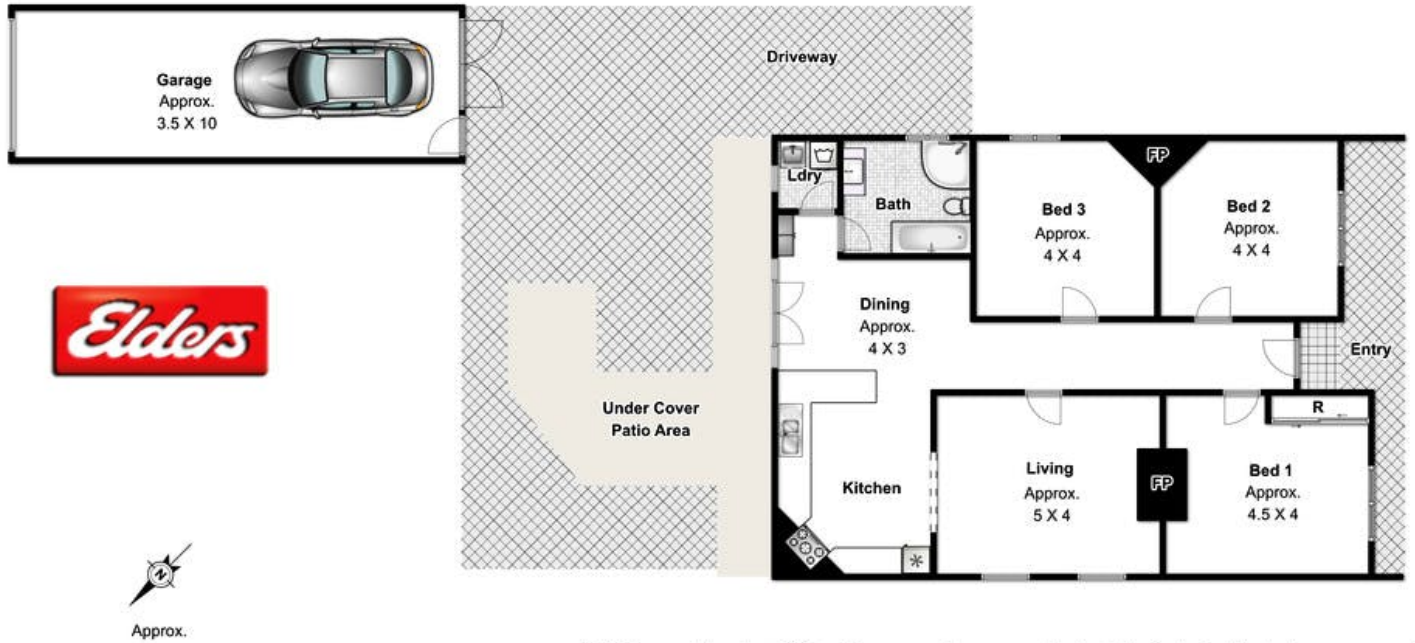 Garage
Approx.
3.5 X 10
Driveway
Ldry
Bath
FP
Bed 3
Approx.
4 X 4
Bed 2
Approx.
4 X 4
Elders
Dining
Approx.
4 X 3
Entry
Under Cover
Patio Area
R
Kitchen
Living
Approx.
5 X 4
FP
Bed 1
Approx.
4.5 X 4
N
Approx.